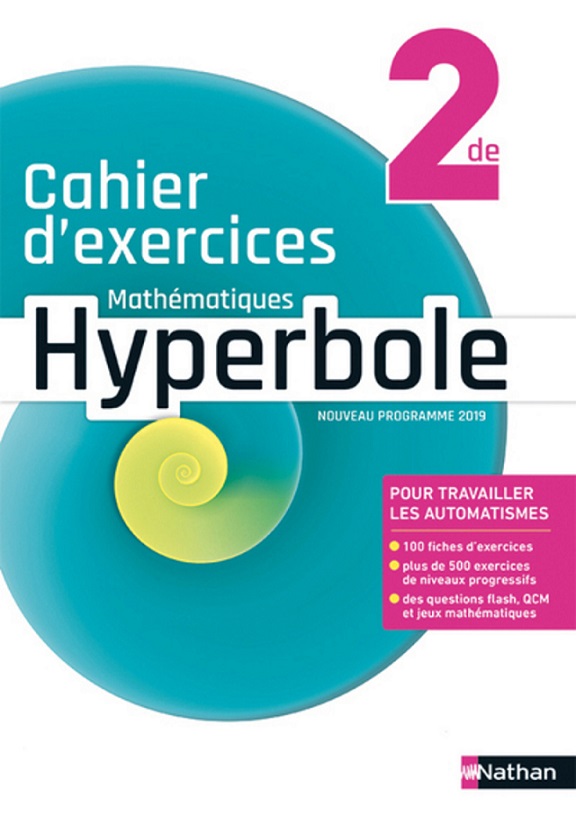 2de
Cahier
d'exercices
Mathématiques
Hyperbole
NOUVEAU PROGRAMME 2019
POUR TRAVAILLER
LES AUTOMATISMES
100 fiches d'exercices
plus de 500 exercices
de niveaux progressifs
des questions flash, QCM
et jeux mathématiques
Nathan